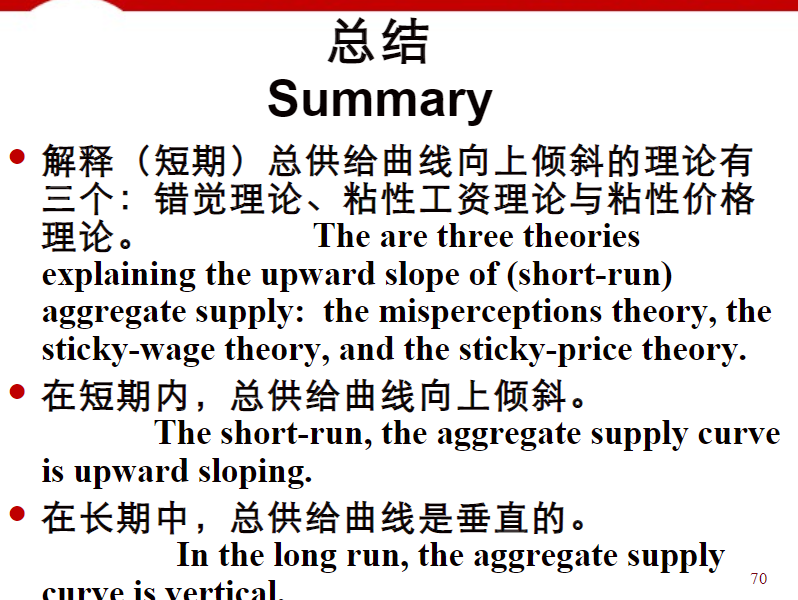 总结
Summary
解释（短期）总供给曲线向上倾斜的理论有
三个：错觉理论、粘性工资理论与粘性价格
理论。 The are three theories
explaining the upward slope of (short-run)
aggregate supply: the misperceptions theory, the
sticky-wage theory, and the sticky-price theory.
在短期内，总供给曲线向上倾斜。
The short-run, the aggregate supply curve
is upward sloping.
在长期中，总供给曲线是垂直的。
In the long run, the aggregate supply
curve is vertical.
70